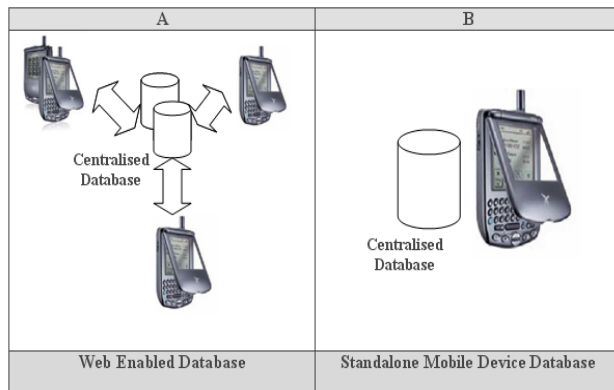 A
B
Centralised
Database
Centralised
Database
Web Enabled Database
Standalone Mobile Device Database